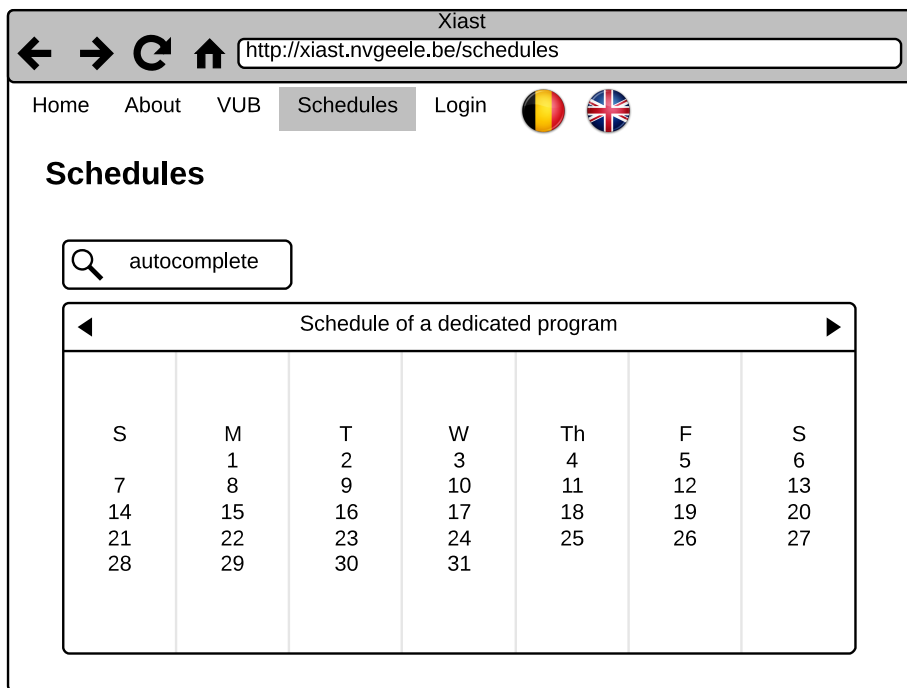 Xiast
http://xiast.nvgeele.be/schedules
Home About VUB Schedules Login
Schedules
autocomplete
Schedule of a dedicated program
S M T W Th F S
1 2 3 4 5 6
7 8 9 10 11 12 13
14 15 16 17 18 19 20
21 22 23 24 25 26 27
28 29 30 31